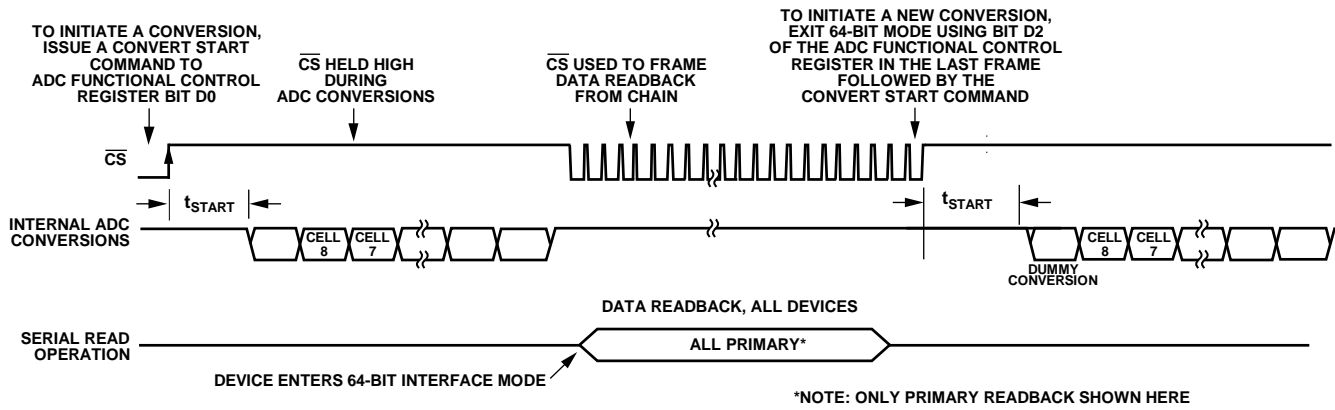 TO INITIATE A CONVERSION,
ISSUE A CONVERT START
COMMAND TO
ADC FUNCTIONAL CONTROL
REGISTER BIT D0
CS HELD HIGH
DURING
ADC CONVERSIONS
CS USED TO FRAME
DATA READBACK
FROM CHAIN
TO INITIATE A NEW CONVERSION,
EXIT 64-BIT MODE USING BIT D2
OF THE ADC FUNCTIONAL CONTROL
REGISTER IN THE LAST FRAME
FOLLOWED BY THE
CONVERT START COMMAND
CS
tSTART
tSTART
INTERNAL ADC
CONVERSIONS
CELL
8
CELL
7
CELL
8
CELL
7
DUMMY
CONVERSION
DATA READBACK, ALL DEVICES
SERIAL READ
OPERATION
ALL PRIMARY*
DEVICE ENTERS 64-BIT INTERFACE MODE
*NOTE: ONLY PRIMARY READBACK SHOWN HERE